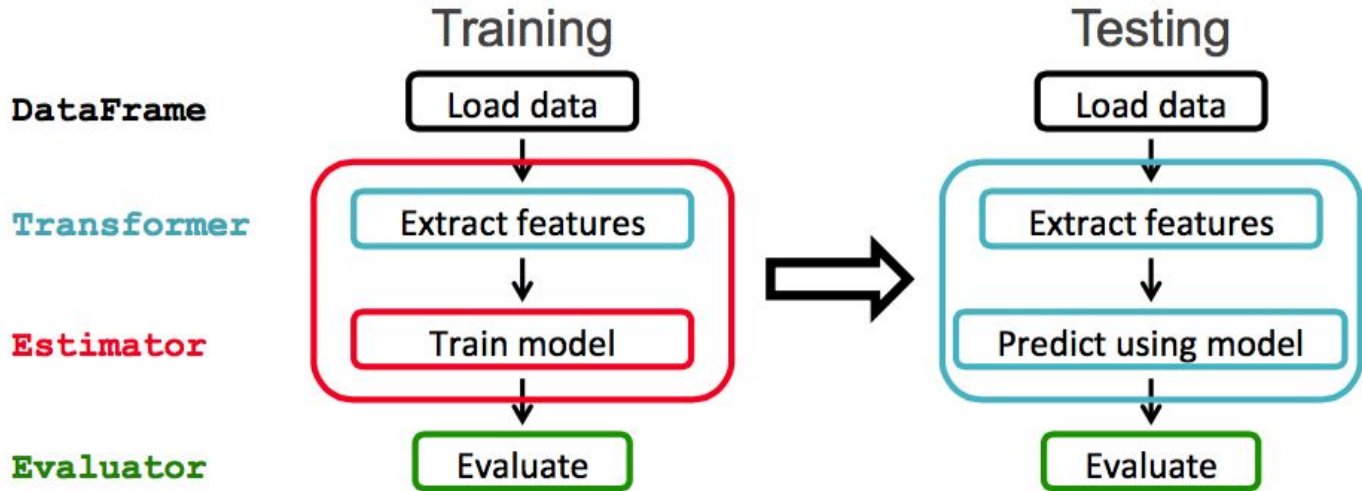 Training Testing
DataFrame Load data Load data
Transformer Extract features Extract features
Estimator Train model Predict using model
Evaluator Evaluate Evaluate